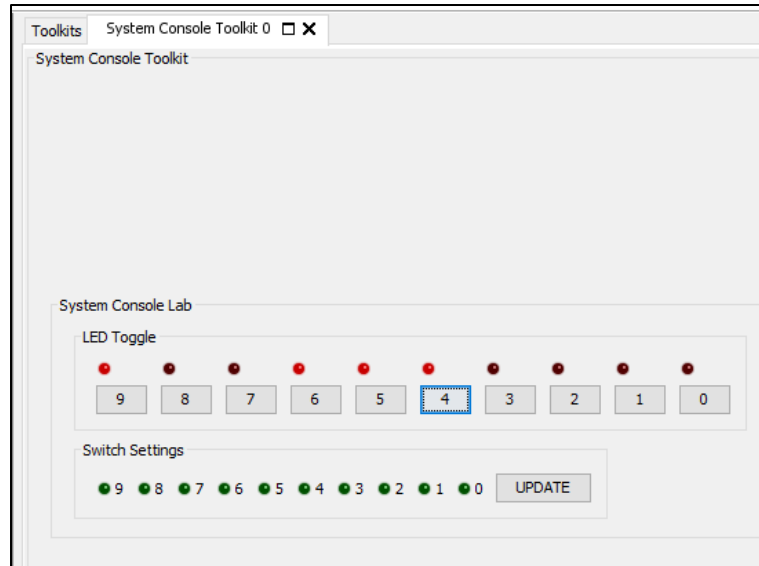 Toolkits System Console Toolkit 0
System Console Toolkit
System Console Lab
LED Toggle
9 8 7 6 5 4 3 2 1 0
Switch Settings
9 8 7 6 5 4 3 2 1 0 UPDATE